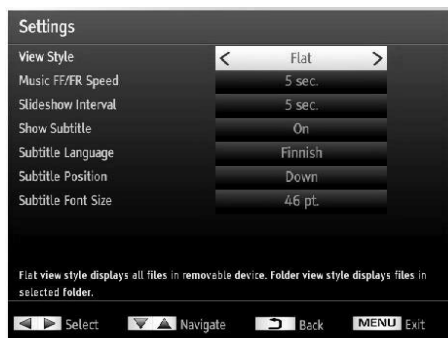 Settings
View Style < Flat >
Music FF/FR Speed 5 sec.
Slideshow Interval 5 sec.
Show Subtitle On
Subtitle Language Finnish
Subtitle Position Down
Subtitle Font Size 46 pt.
Flat view style displays all files in removable device. Folder view style displays files in
selected folder.
Select Navigate Back MENU Exit